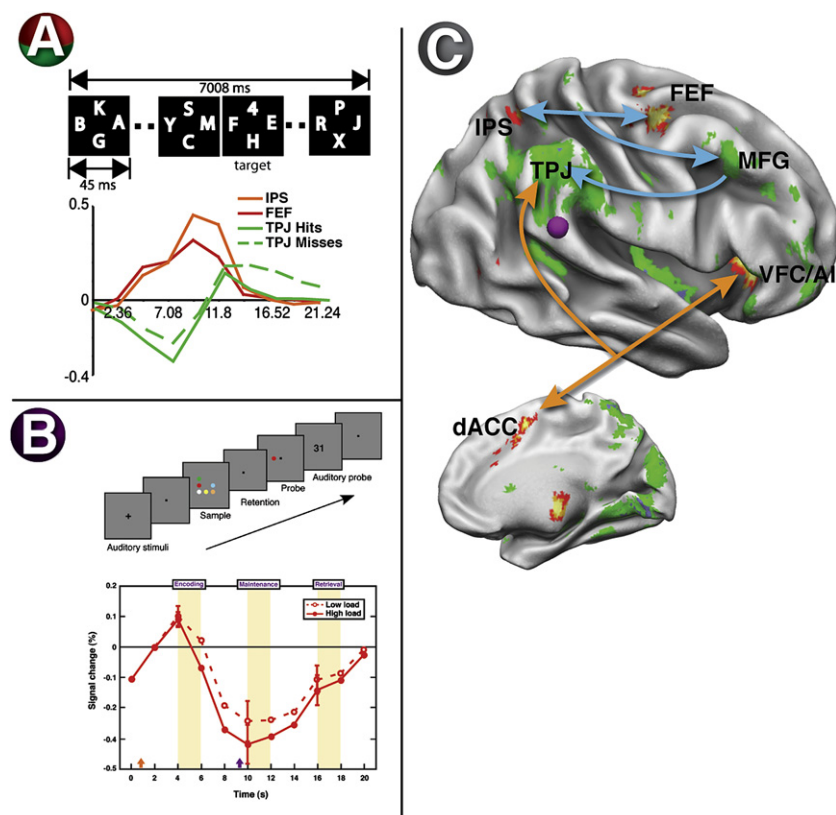 A
7008 ms
K
B A
G
S
Y M
C
4
F E
H
P
R J
X
target
45 ms
IPS
FEF
TPJ Hits
TPJ Misses
0.5
0
-0.4
2.36 7.08 11.8 16.52 21.24
B
+
31
Auditory stimuli
Sample
Retention
Probe
Auditory probe
Encoding Maintenance Retrieval
Low load
High load
Signal change (%)
0.2
0.1
0
-0.1
-0.2
-0.4
-0.5
0 2 4 6 8 10 12 14 16 18 20
Time (s)
C
FEF
IPS
MFG
TPJ
VFC/AI
dACC